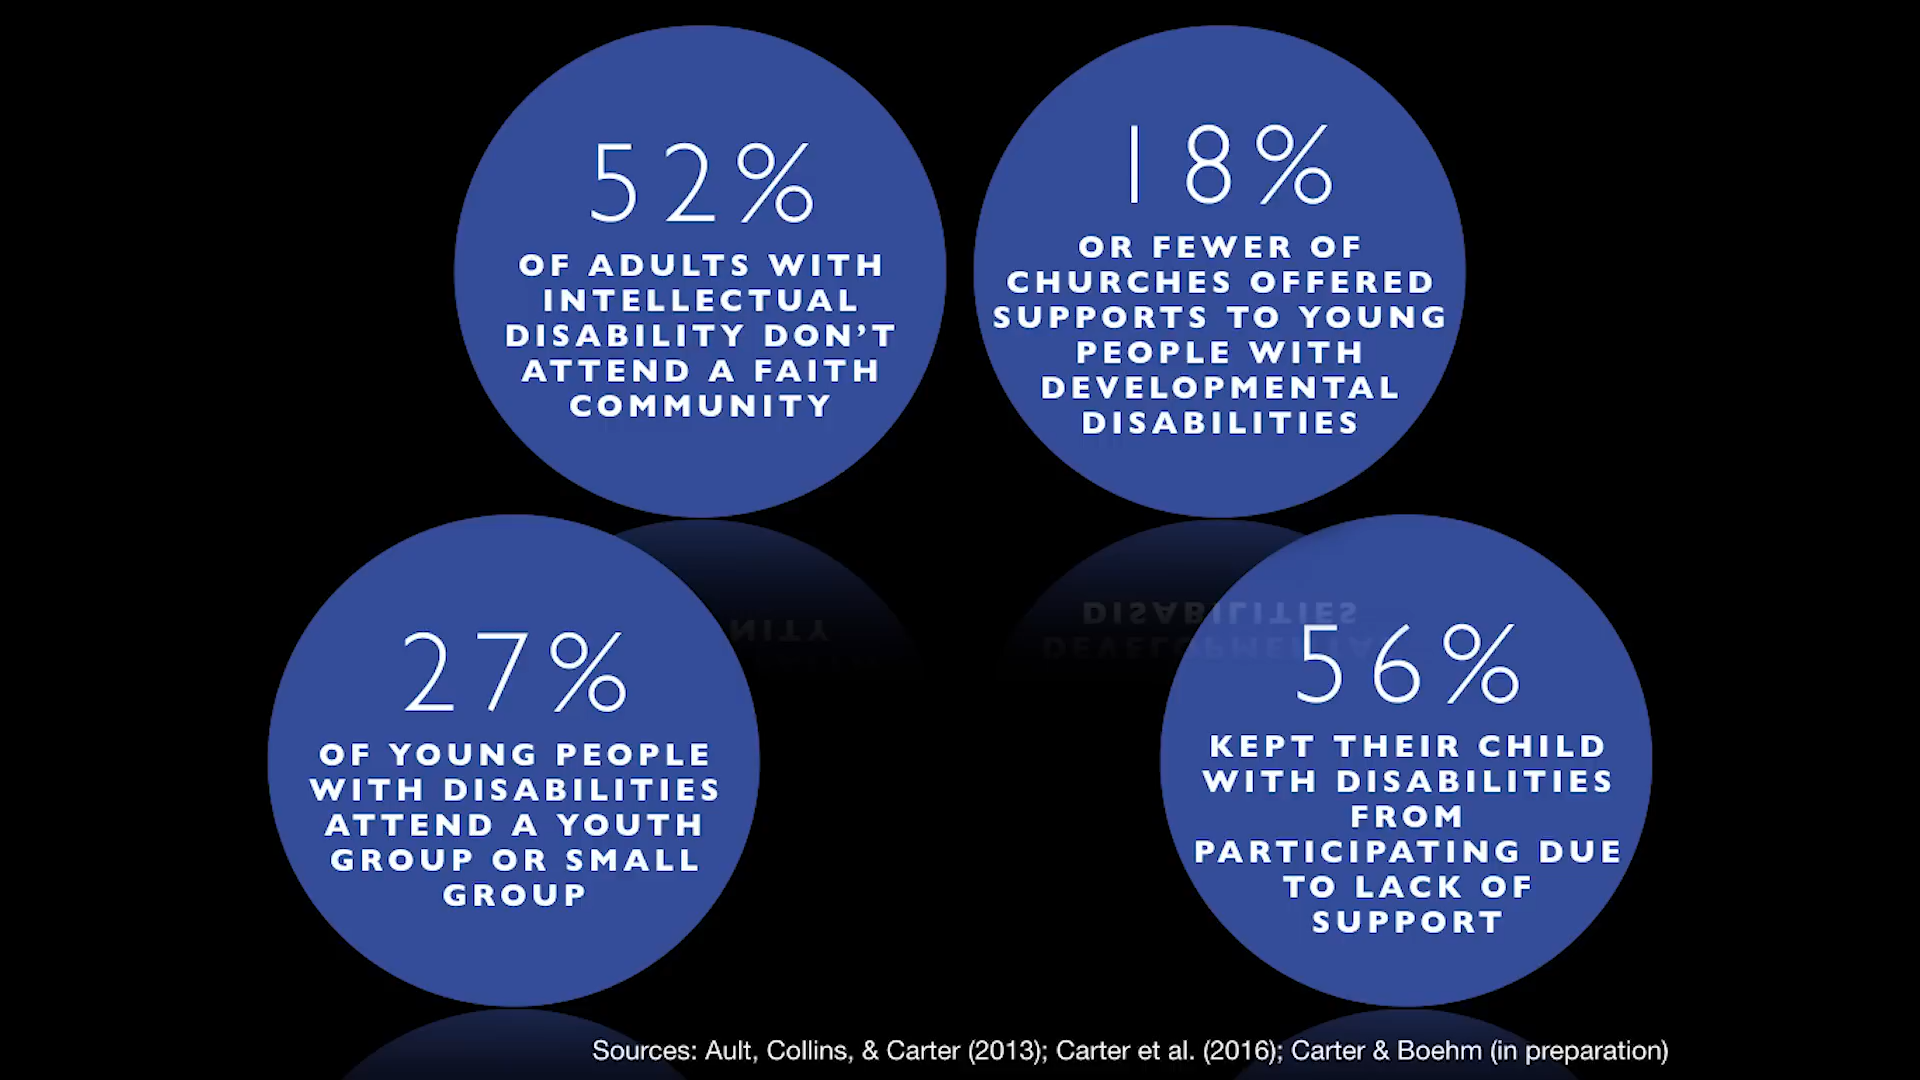 52%
OF ADULTS WITH
INTELLECTUAL
DISABILITY DON'T
ATTEND A FAITH
COMMUNITY
18%
OR FEWER OF
CHURCHES OFFERED
SUPPORTS TO YOUNG
PEOPLE WITH
DEVELOPMENTAL
DISABILITIES
27%
OF YOUNG PEOPLE
WITH DISABILITIES
ATTEND A YOUTH
GROUP OR SMALL
GROUP
56%
KEPT THEIR CHILD
WITH DISABILITIES
FROM
PARTICIPATING DUE
TO LACK OF
SUPPORT
Sources: Ault, Collins, & Carter (2013); Carter et al. (2016); Carter & Boehm (in preparation)